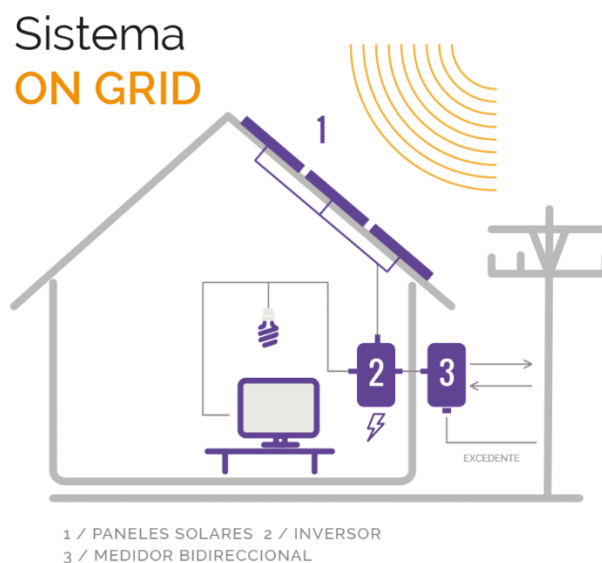 Sistema
ON GRID
1
2
3
EXCEDENTE
1 / PANELES SOLARES 2 / INVERSOR
3 / MEDIDOR BIDIRECCIONAL